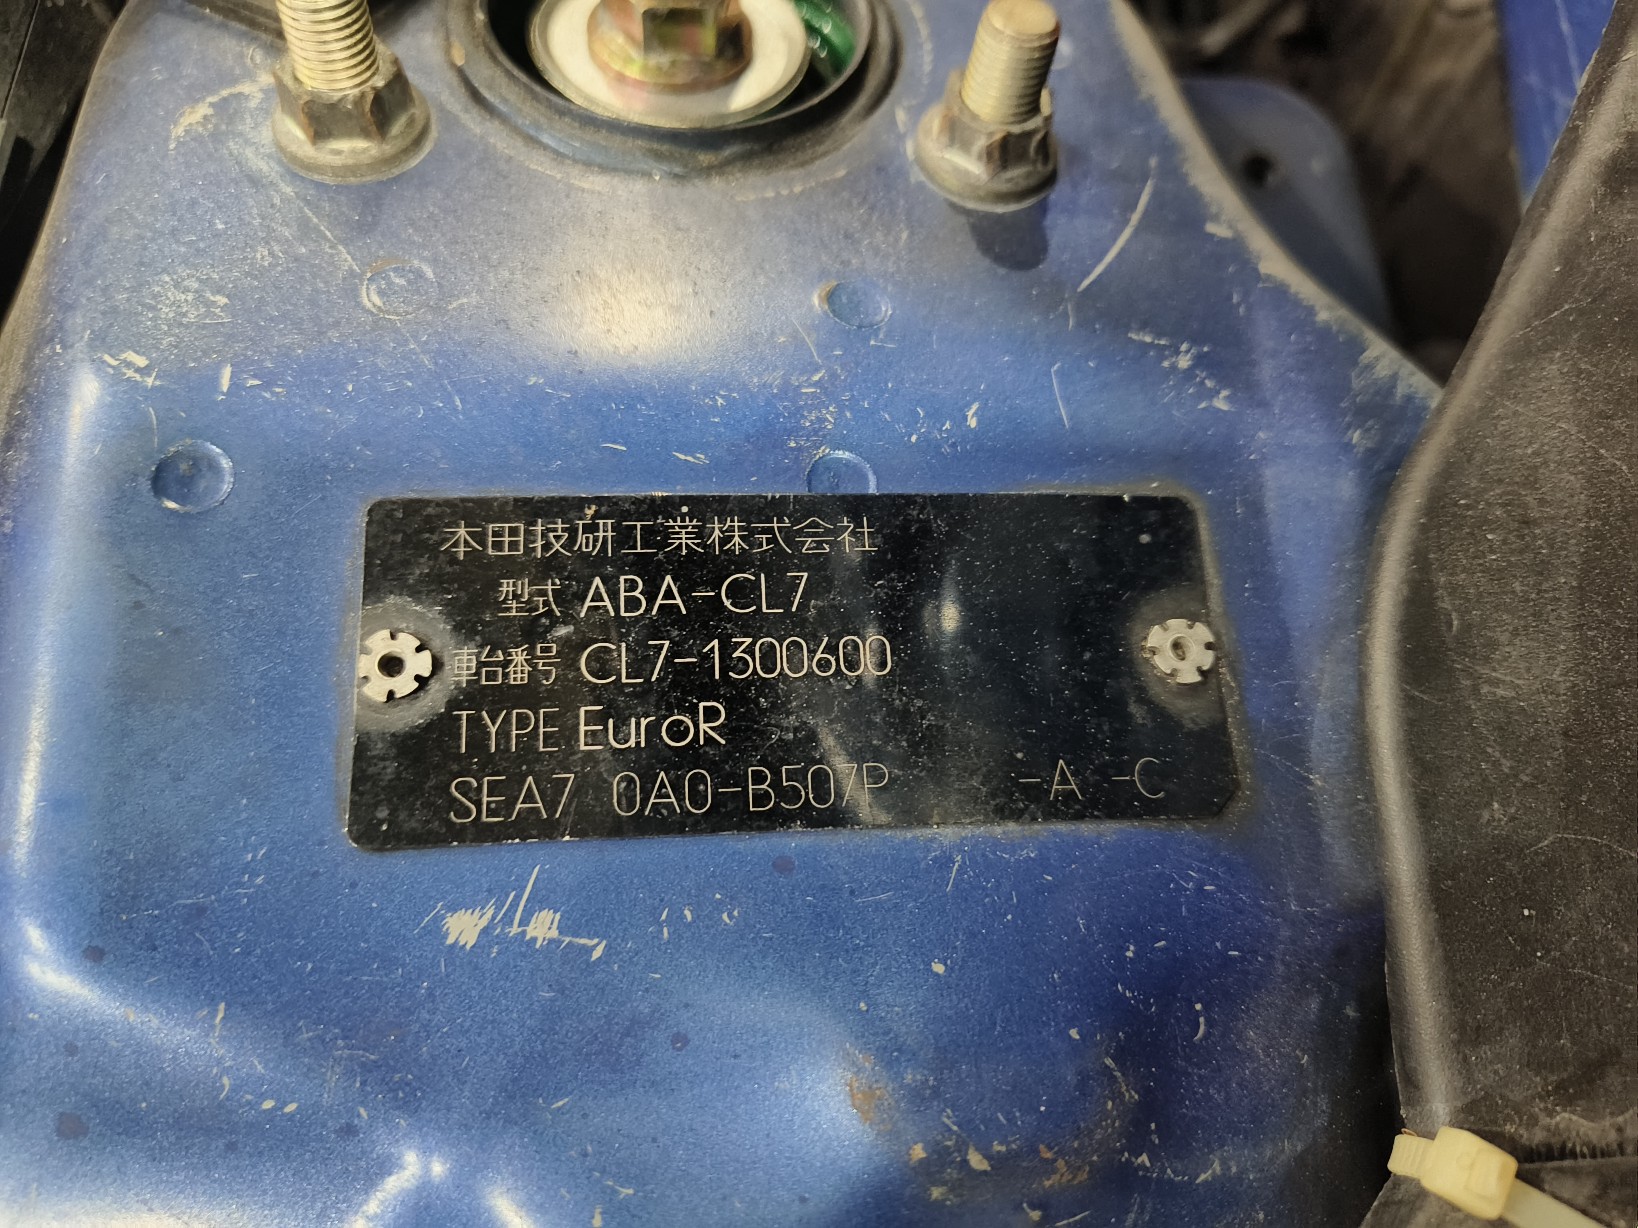 本田技研工業株式会社
型式 ABA-CL7
車台番号 CL7-1300600
TYPE EuroR
SEA7 0A0-B507P -A -C